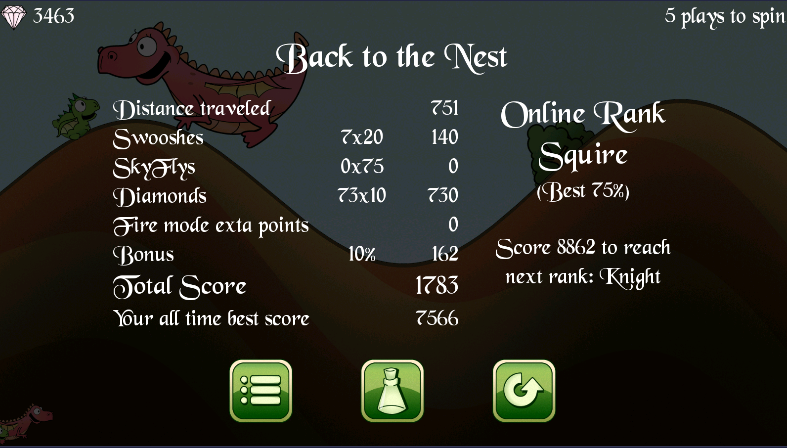 3463
5 plays to spin
Back to the Nest
Distance traveled 751
Swooshes 7x20 140
SkyFlys 0x75 0
Diamonds 73x10 730
Fire mode exta points 0
Bonus 10% 162
Total Score 1783
Your all time best score 7566
Online Rank
Squire
(Best 75%)
Score 8862 to reach
next rank: Knight